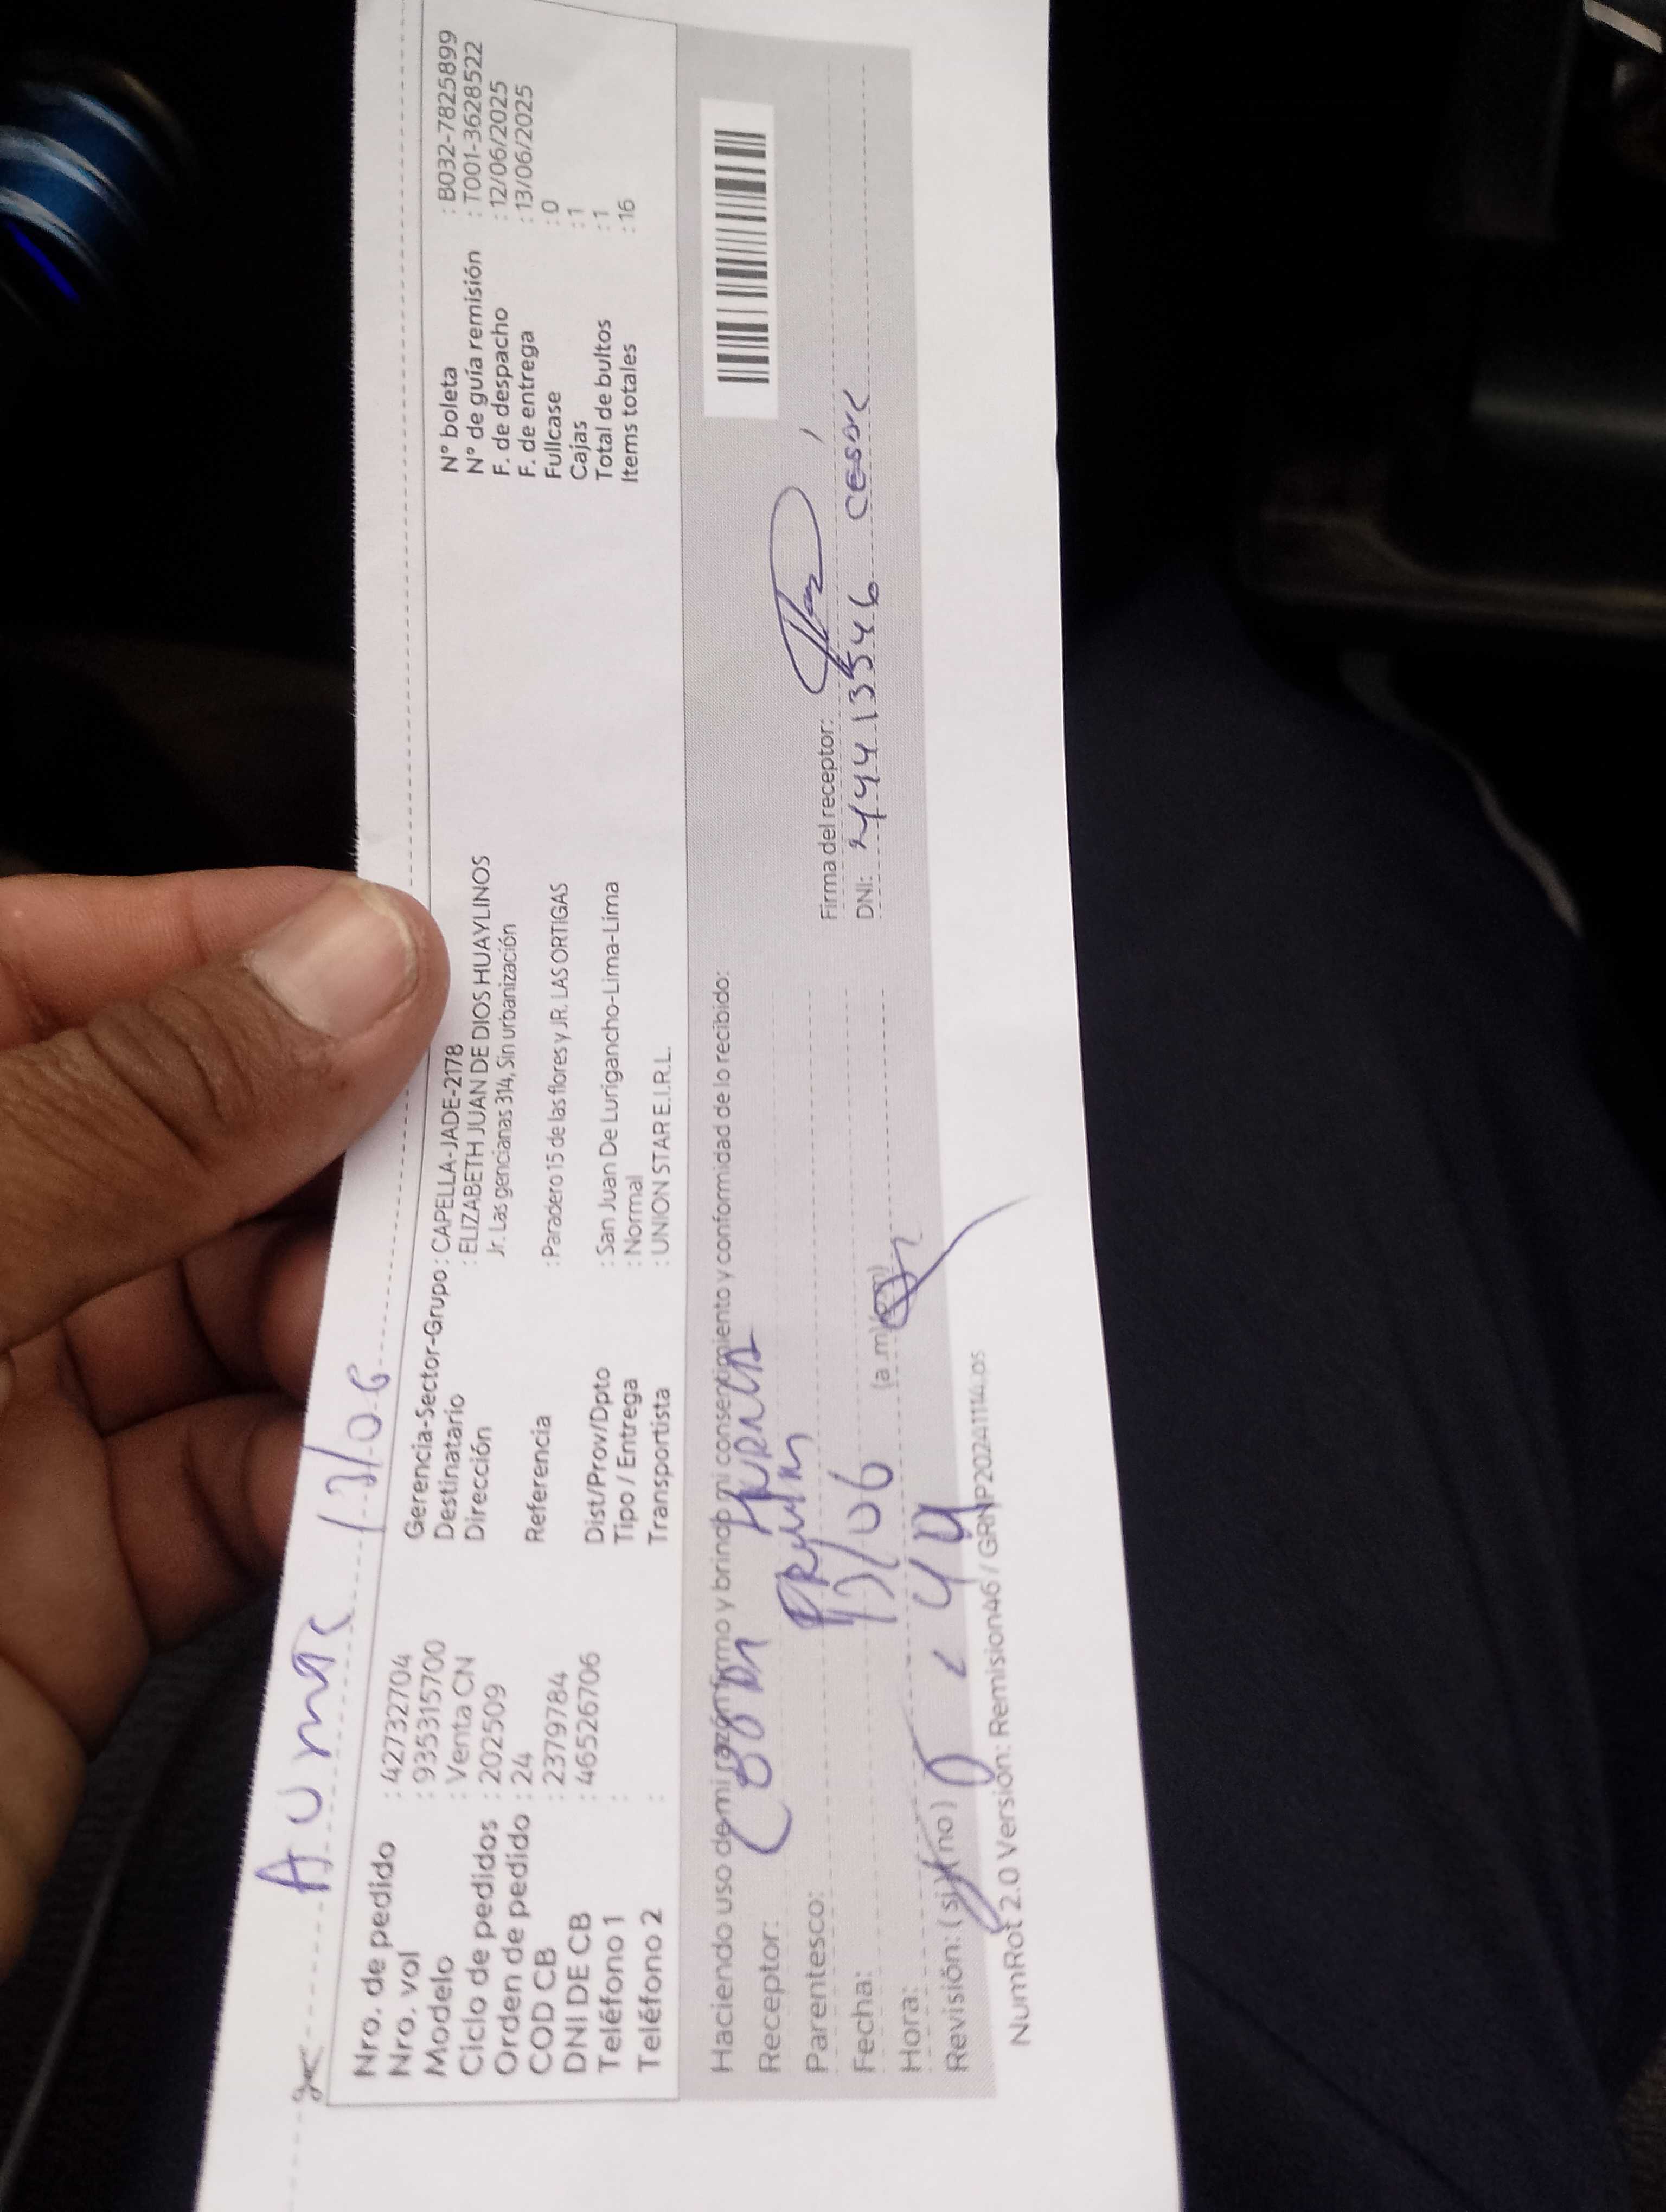 13/06
Nro. de pedido : 42732704
Nro. vol : 935315700
Modelo : Venta CN
Ciclo de pedidos : 202509
Orden de pedido : 24
COD CB : 2379784
DNI DE CB : 46526706
Teléfono 1 :
Teléfono 2 :
Gerencia-Sector-Grupo : CAPELLA-JADE-2178
Destinatario : ELIZABETH JUAN DE DIOS HUAYLINOS
Dirección Jr. Las gencianas 314, Sin urbanización
Referencia : Paradero 15 de las flores y JR. LAS ORTIGAS
Dist/Prov/Dpto : San Juan De Lurigancho-Lima-Lima
Tipo / Entrega : Normal
Transportista : UNION STAR E.I.R.L.
N° boleta : B032-7825899
N° de guía remisión : T001-3628522
F. de despacho : 12/06/2025
F. de entrega : 13/06/2025
Fullcase : 0
Cajas : 1
Total de bultos : 1
Items totales : 16
Haciendo uso de mi razón firmo y brindo mi consentimiento y conformidad de lo recibido:
Receptor:
Parentesco:
Fecha: 13/06
Hora: (a.m)(p.m)
Revisión: (si)(no)
Firma del receptor:
DNI:
NumRot 2.0 Versión: Remision46 / GRNP20241114.os